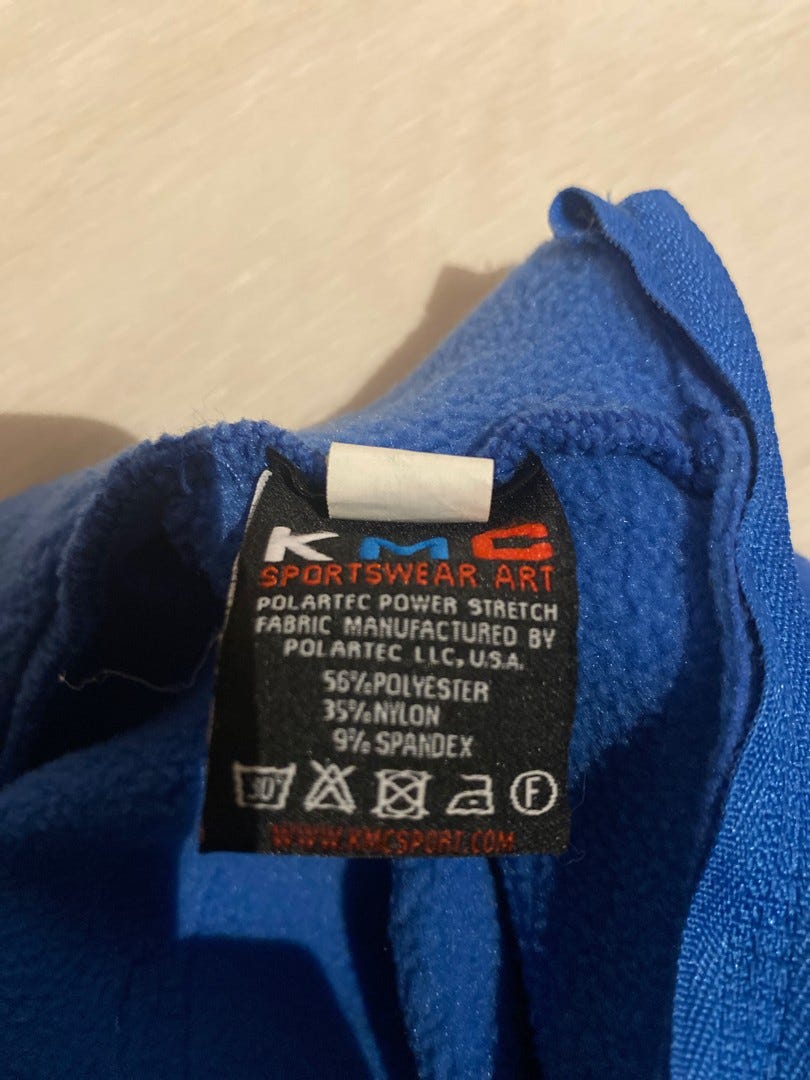 KMC
SPORTSWEAR ART
POLARTEC POWER STRETCH
FABRIC MANUFACTURED BY
POLARTEC LLC, U.S.A.
56% POLYESTER
35% NYLON
9% SPANDEX
30° F
WWW.KMCSPORT.COM